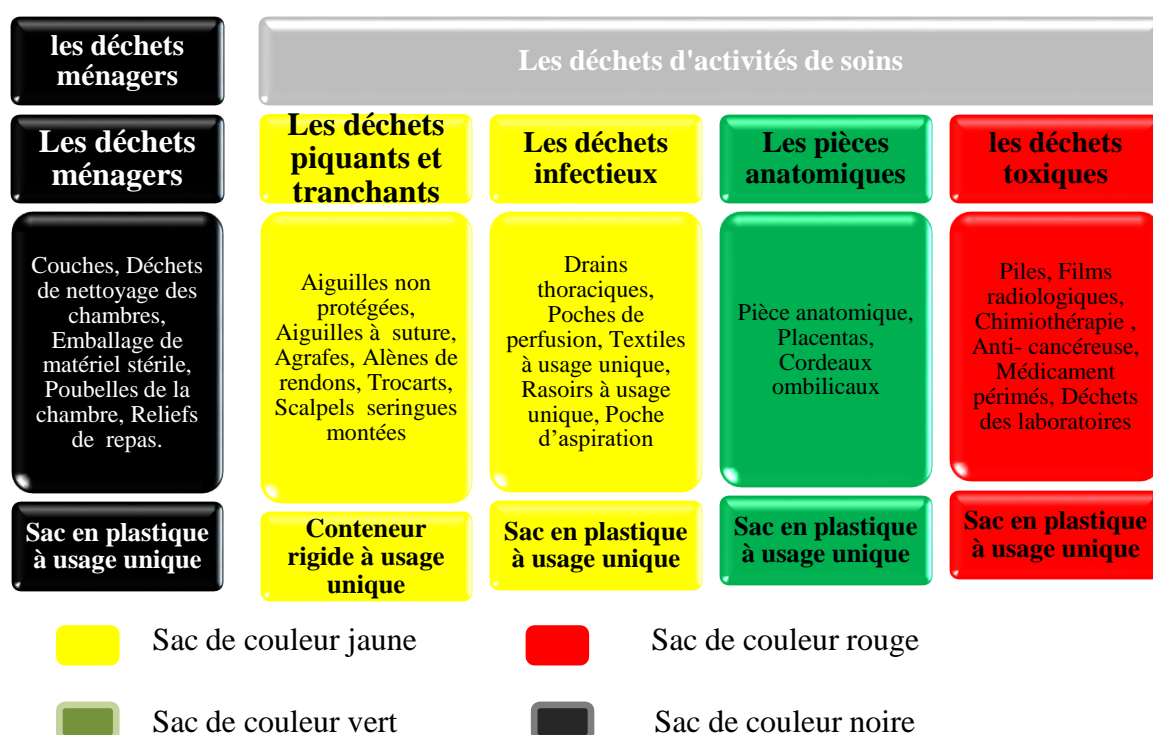 les déchets
ménagers
Les déchets d'activités de soins
Les déchets
ménagers
Les déchets
piquants et
tranchants
Les déchets
infectieux
Les pièces
anatomiques
les déchets
toxiques
Couches, Déchets
de nettoyage des
chambres,
Emballage de
matériel stérile,
Poubelles de la
chambre, Reliefs
de repas.
Aiguilles non
protégées,
Aiguilles à suture,
Agrafes, Alènes de
rendons, Trocarts,
Scalpels seringues
montées
Drains
thoraciques,
Poches de
perfusion, Textiles
à usage unique,
Rasoirs à usage
unique, Poche
d’aspiration
Pièce anatomique,
Placentas,
Cordeaux
ombilicaux
Piles, Films
radiologiques,
Chimiothérapie ,
Anti- cancéreuse,
Médicament
périmés, Déchets
des laboratoires
Sac en plastique
à usage unique
Conteneur
rigide à usage
unique
Sac en plastique
à usage unique
Sac en plastique
à usage unique
Sac en plastique
à usage unique
Sac de couleur jaune
Sac de couleur rouge
Sac de couleur vert
Sac de couleur noire